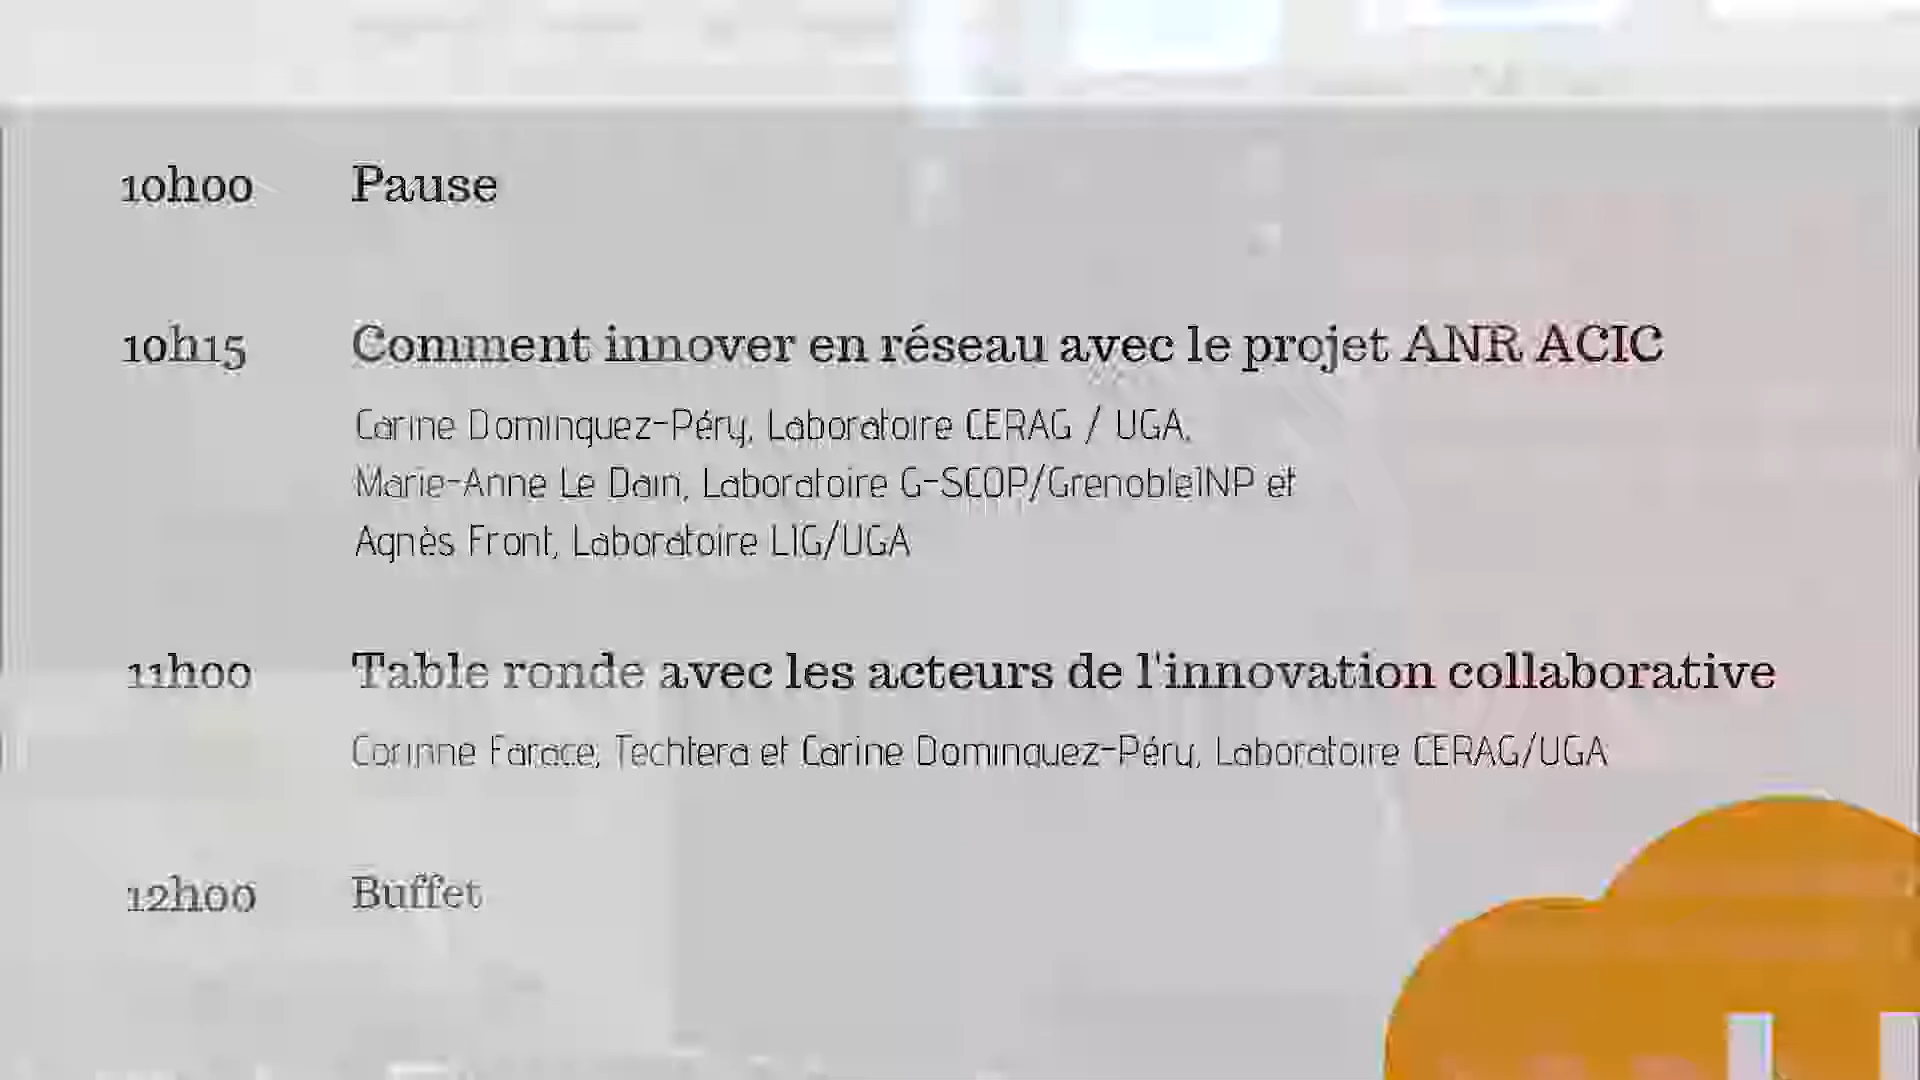 10h00 Pause
10h15 Comment innover en réseau avec le projet ANR ACIC
Carine Dominguez-Péry, Laboratoire CERAG / UGA,
Marie-Anne Le Dain, Laboratoire G-SCOP/GrenobleINP et
Agnès Front, Laboratoire LIG/UGA
11h00 Table ronde avec les acteurs de l'innovation collaborative
Corinne Farace, Techtera et Carine Dominguez-Péry, Laboratoire CERAG/UGA
12h00 Buffet